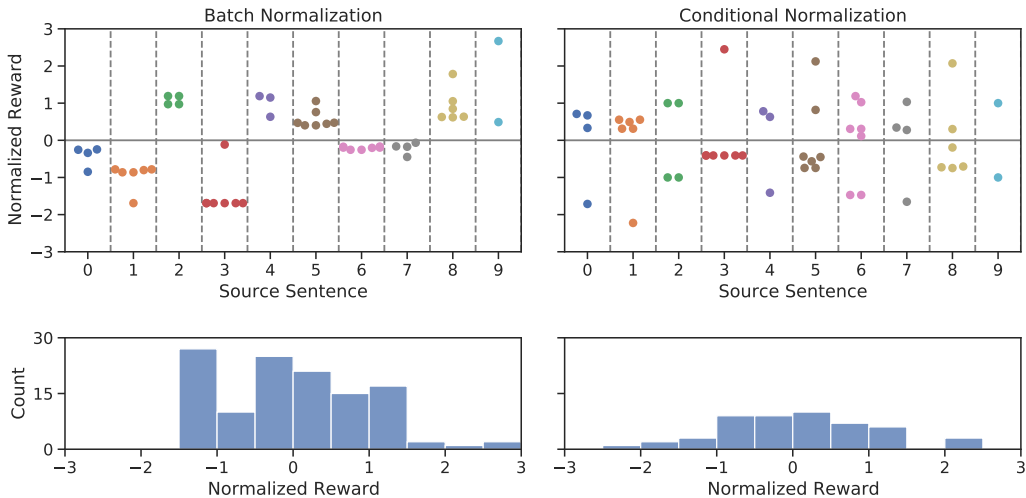 Batch Normalization
Conditional Normalization
Normalized Reward
3
2
1
0
−1
−2
−3
0 1 2 3 4 5 6 7 8 9
Source Sentence
0 1 2 3 4 5 6 7 8 9
Source Sentence
Count
30
15
0
−3 −2 −1 0 1 2 3
Normalized Reward
−3 −2 −1 0 1 2 3
Normalized Reward